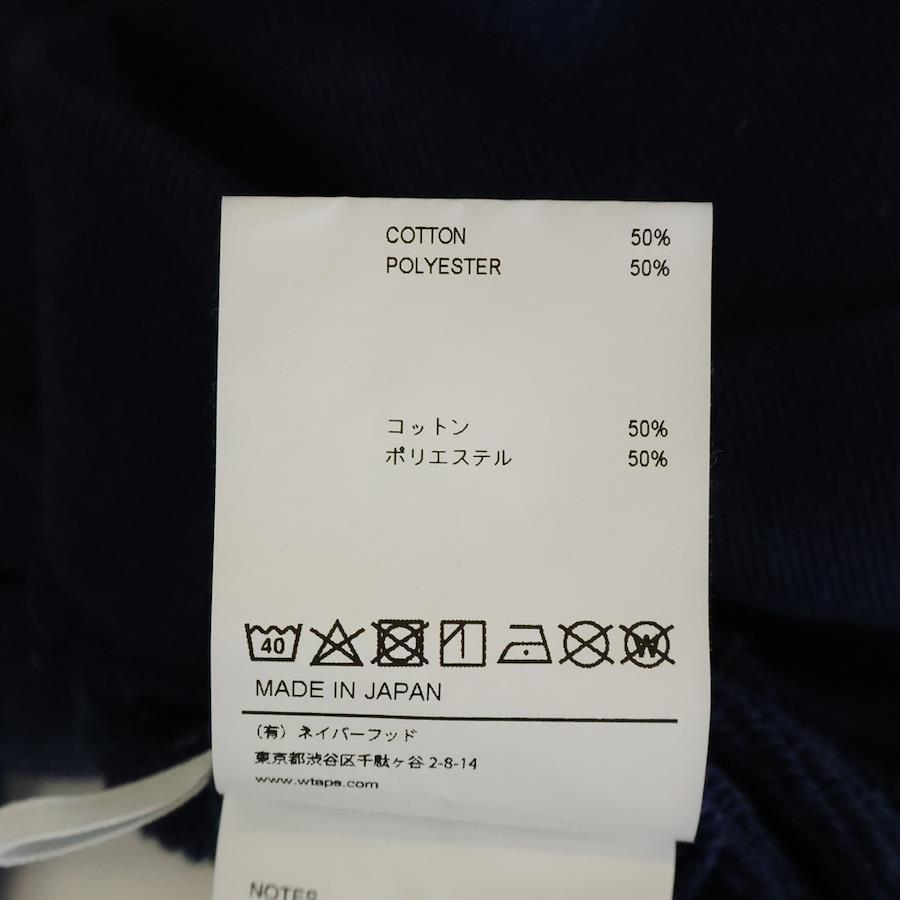 COTTON 50%
POLYESTER 50%
コットン 50%
ポリエステル 50%
40 W
MADE IN JAPAN
(有) ネイバーフッド
東京都渋谷区千駄ヶ谷 2-8-14
www.wtaps.com
NOTES